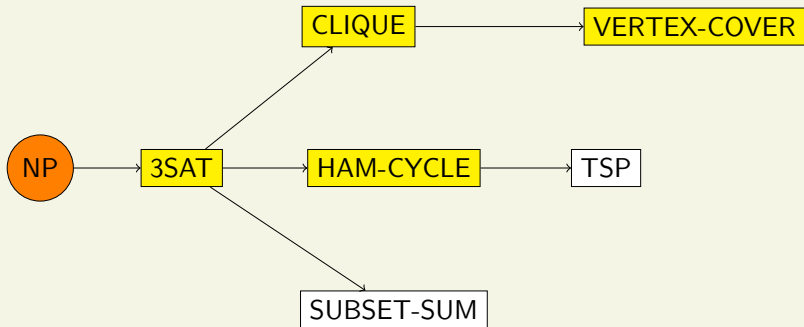 CLIQUE
VERTEX-COVER
NP
3SAT
HAM-CYCLE
TSP
SUBSET-SUM